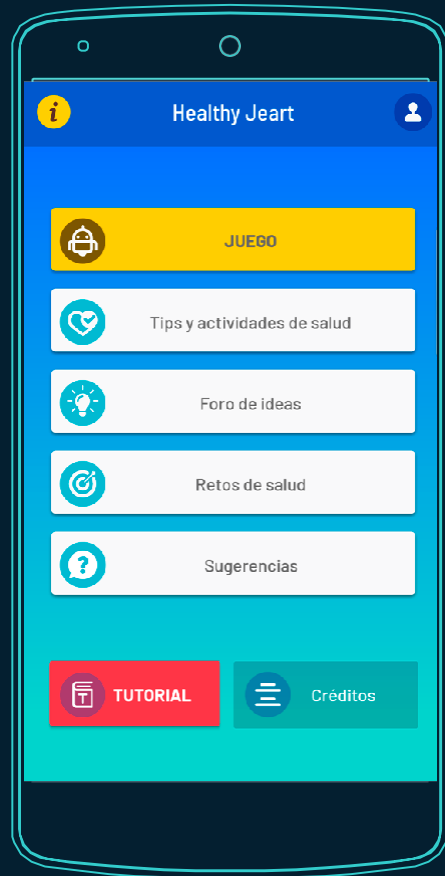 Healthy Jeart
JUEGO
Tips y actividades de salud
Foro de ideas
Retos de salud
Sugerencias
TUTORIAL
Créditos